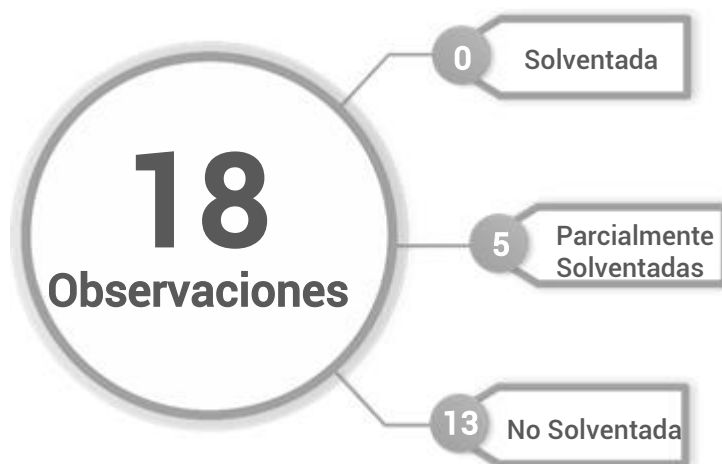 18
Observaciones
0
Solventada
5
Parcialmente
Solventadas
13
No Solventada